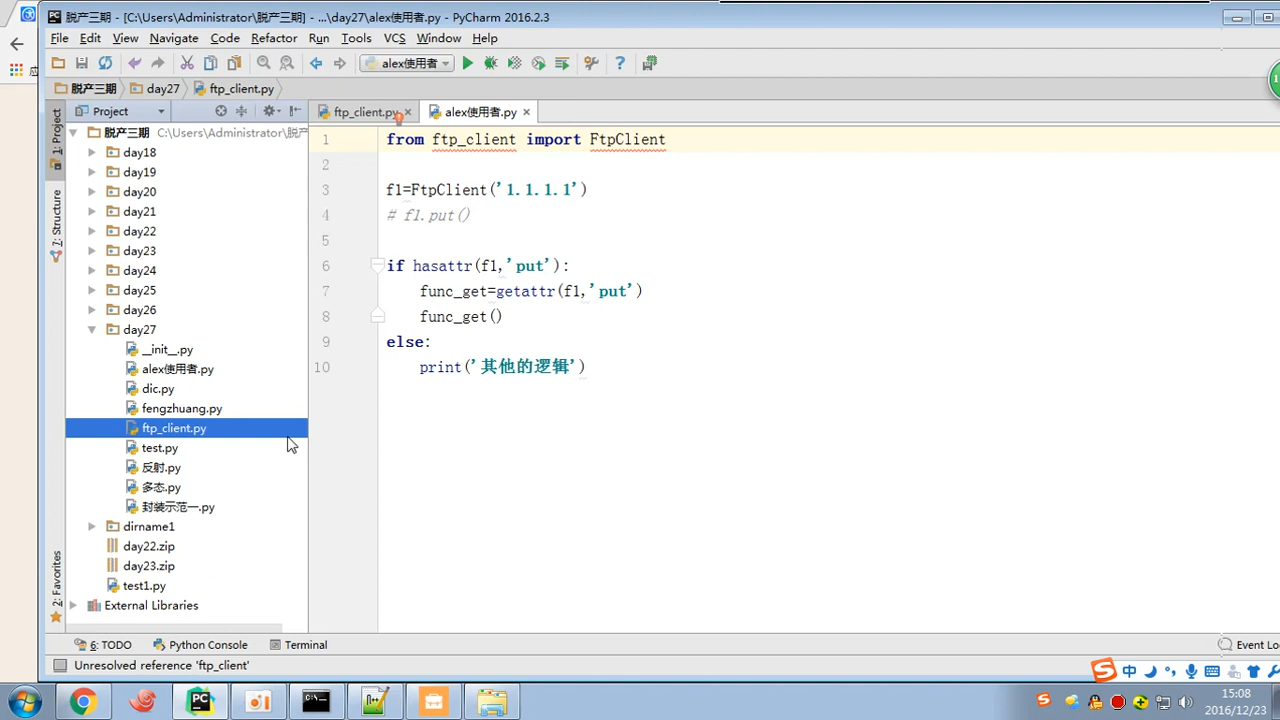 脱产三期 - [C:\Users\Administrator\脱产三期] - ...\day27\alex使用者.py - PyCharm 2016.2.3
File Edit View Navigate Code Refactor Run Tools VCS Window Help
alex使用者
脱产三期 day27 ftp_client.py
Project
ftp_client.py alex使用者.py
1: Project
7: Structure
2: Favorites
脱产三期 C:\Users\Administrator\脱产
day18
day19
day20
day21
day22
day23
day24
day25
day26
day27
__init__.py
alex使用者.py
dic.py
fengzhuang.py
ftp_client.py
test.py
反射.py
多态.py
封装示范一.py
dirname1
day22.zip
day23.zip
test1.py
External Libraries
1 from ftp_client import FtpClient
2
3 f1=FtpClient('1.1.1.1')
4 # f1.put()
5
6 if hasattr(f1,'put'):
7 func_get=getattr(f1,'put')
8 func_get()
9 else:
10 print('其他的逻辑')
6: TODO Python Console Terminal Event Lo
Unresolved reference 'ftp_client'
中
15:08
2016/12/23